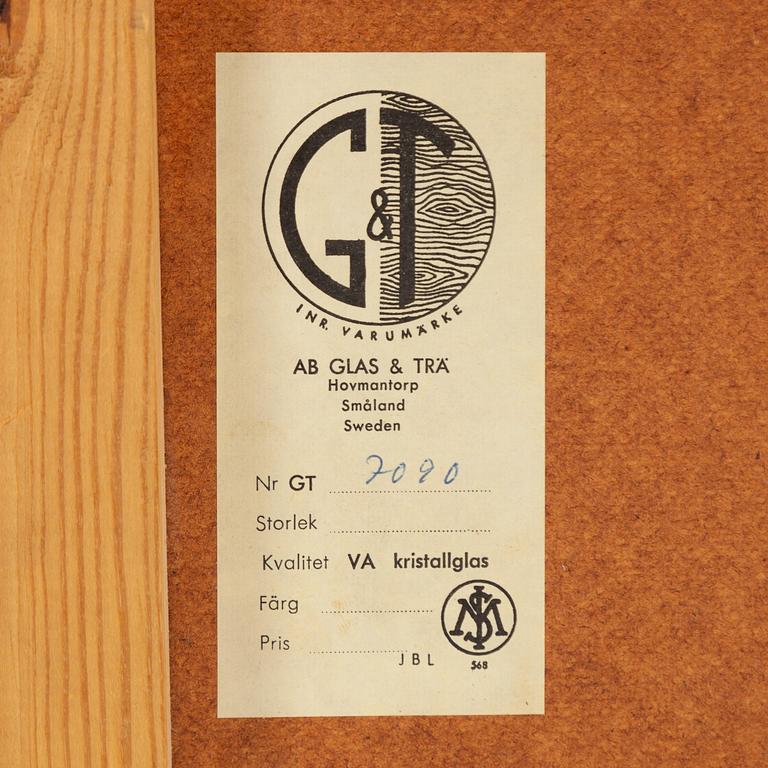 G&T
INR. VARUMÄRKE
AB GLAS & TRÄ
Hovmantorp
Småland
Sweden
Nr GT 7090
Storlek
Kvalitet VA kristallglas
Färg
Pris
JBL
568